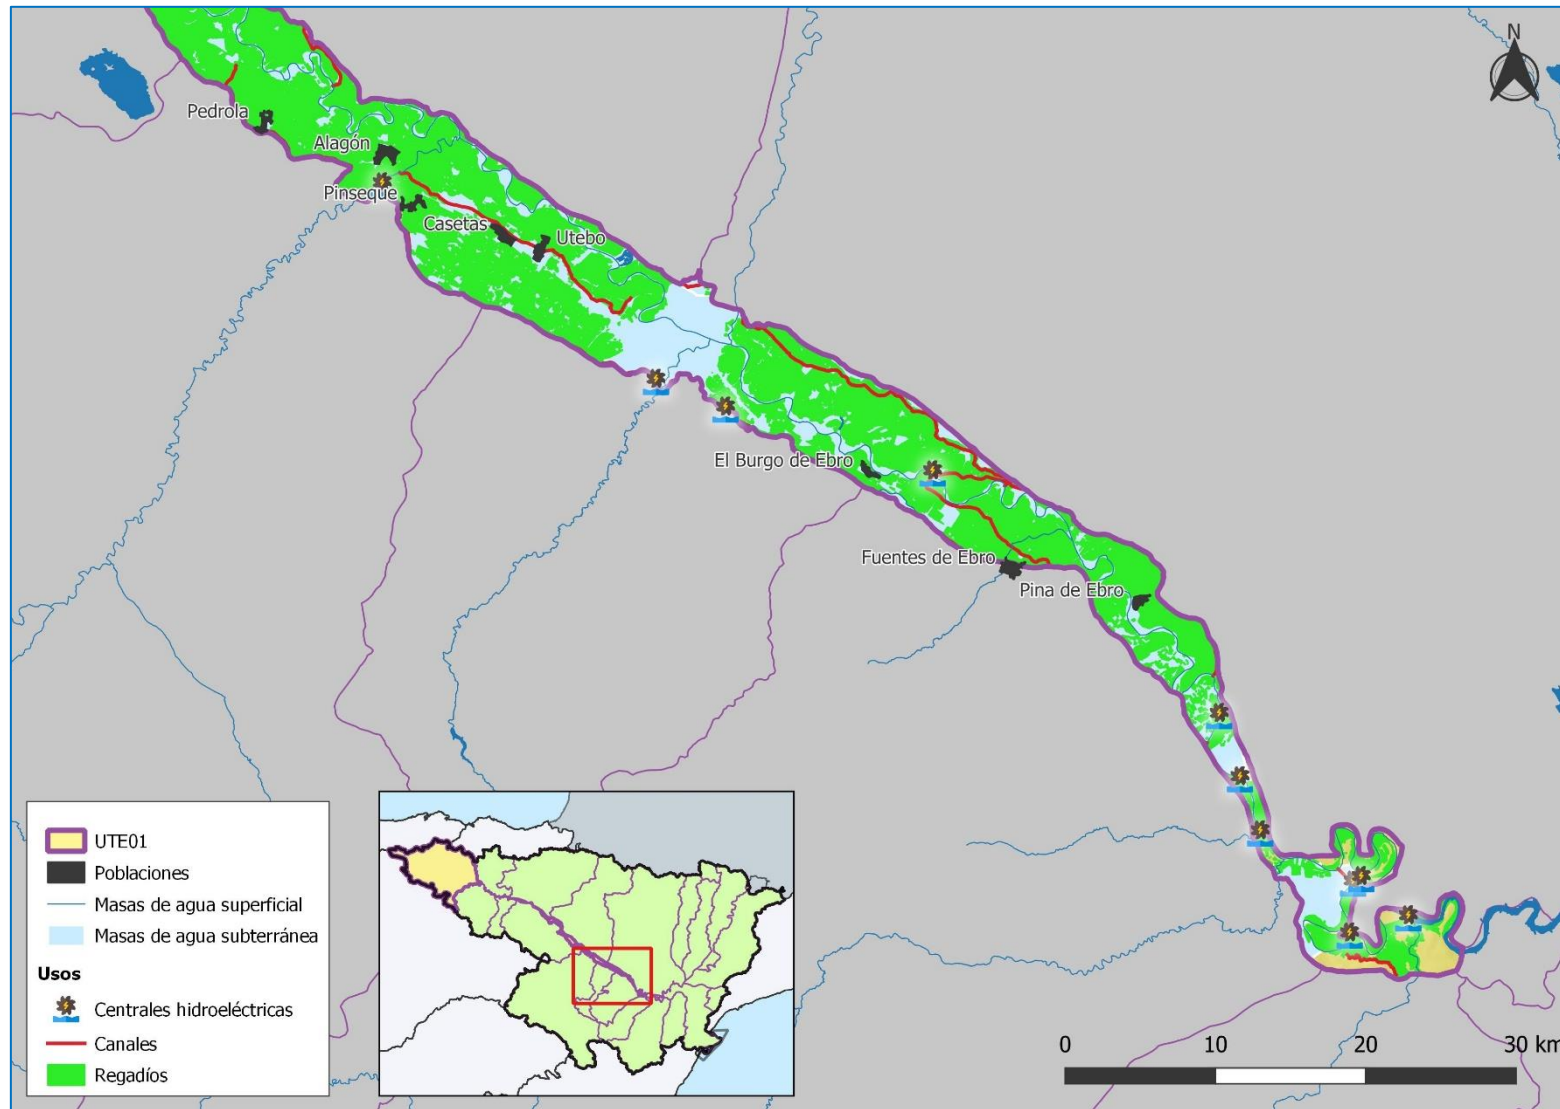 N
Pedrola
Alagón
Pinseque
Casetas
Utebo
El Burgo de Ebro
Fuentes de Ebro
Pina de Ebro
UTE01
Poblaciones
Masas de agua superficial
Masas de agua subterránea
Usos
Centrales hidroeléctricas
Canales
Regadíos
0 10 20 30 km